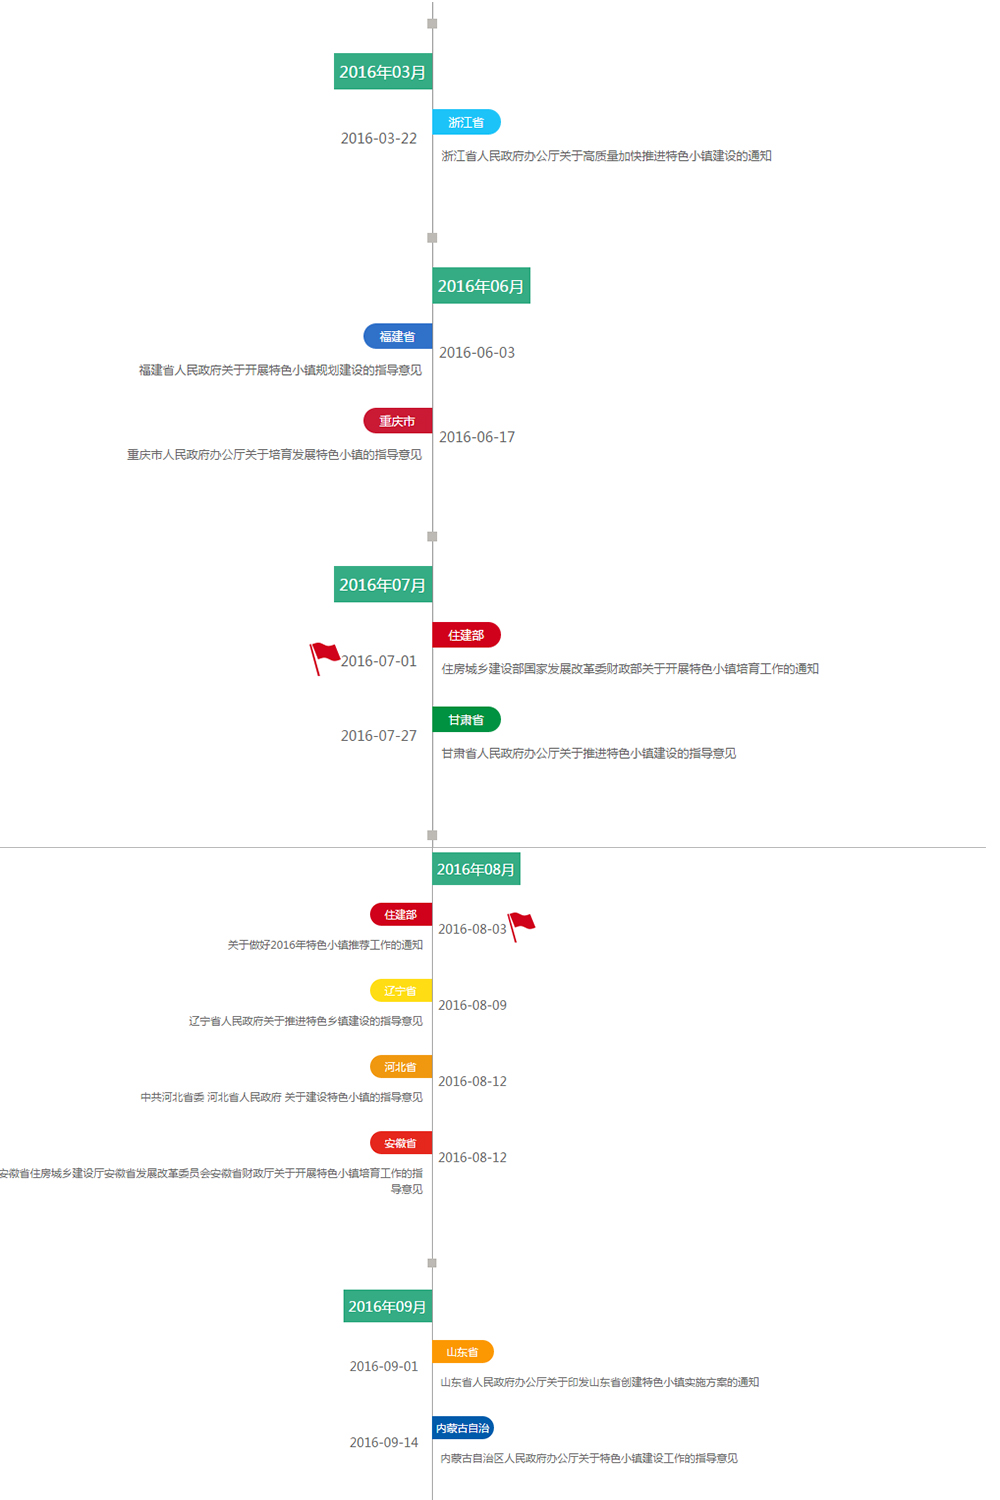 2016年03月
浙江省
2016-03-22
浙江省人民政府办公厅关于高质量加快推进特色小镇建设的通知
2016年06月
福建省
2016-06-03
福建省人民政府关于开展特色小镇规划建设的指导意见
重庆市
2016-06-17
重庆市人民政府办公厅关于培育发展特色小镇的指导意见
2016年07月
住建部
2016-07-01
住房城乡建设部国家发展改革委财政部关于开展特色小镇培育工作的通知
甘肃省
2016-07-27
甘肃省人民政府办公厅关于推进特色小镇建设的指导意见
2016年08月
住建部
2016-08-03
关于做好2016年特色小镇推荐工作的通知
辽宁省
2016-08-09
辽宁省人民政府关于推进特色乡镇建设的指导意见
河北省
2016-08-12
中共河北省委 河北省人民政府 关于建设特色小镇的指导意见
安徽省
2016-08-12
安徽省住房城乡建设厅安徽省发展改革委员会安徽省财政厅关于开展特色小镇培育工作的指
导意见
2016年09月
山东省
2016-09-01
山东省人民政府办公厅关于印发山东省创建特色小镇实施方案的通知
内蒙古自治
2016-09-14
内蒙古自治区人民政府办公厅关于特色小镇建设工作的指导意见